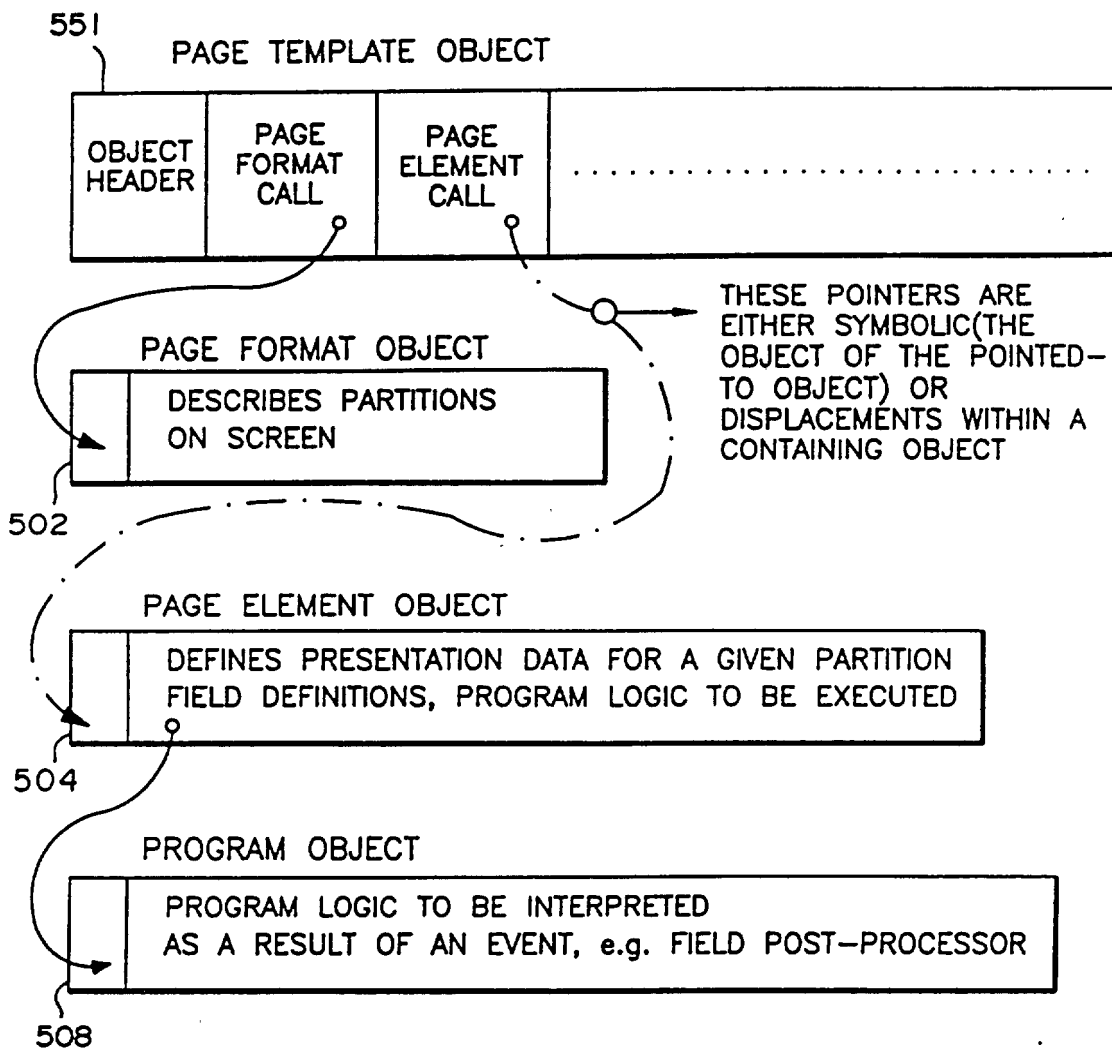 551
PAGE TEMPLATE OBJECT
OBJECT
HEADER
PAGE
FORMAT
CALL
PAGE
ELEMENT
CALL
. . . . . . . . . . . . . . . . . . . . . . . . . . . . . . .
THESE POINTERS ARE
EITHER SYMBOLIC(THE
OBJECT OF THE POINTED-
TO OBJECT) OR
DISPLACEMENTS WITHIN A
CONTAINING OBJECT
PAGE FORMAT OBJECT
DESCRIBES PARTITIONS
ON SCREEN
502
PAGE ELEMENT OBJECT
DEFINES PRESENTATION DATA FOR A GIVEN PARTITION
FIELD DEFINITIONS, PROGRAM LOGIC TO BE EXECUTED
504
PROGRAM OBJECT
PROGRAM LOGIC TO BE INTERPRETED
AS A RESULT OF AN EVENT, e.g. FIELD POST-PROCESSOR
508